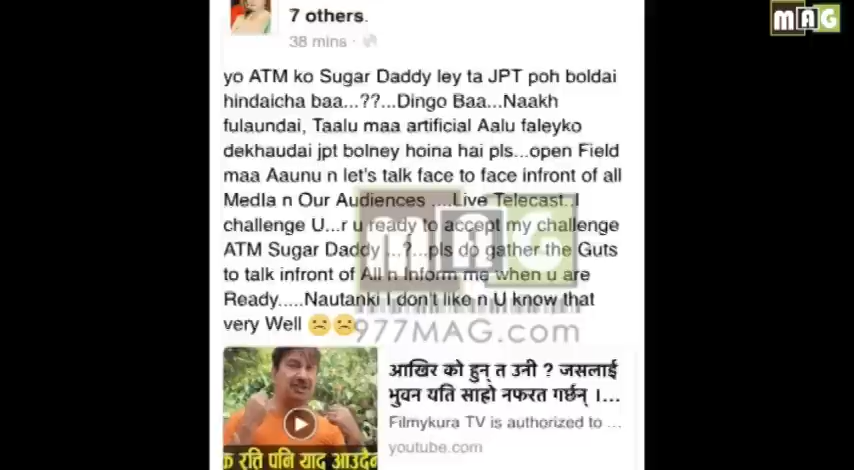 MAG
7 others.
38 mins ·
yo ATM ko Sugar Daddy ley ta JPT poh boldai
hindaicha baa...??...Dingo Baa...Naakh
fulaundai, Taalu maa artificial Aalu faleyko
dekhaudai jpt bolney hoina hai pls...open Field
maa Aaunu n let's talk face to face infront of all
MedIa n Our Audiences ....Live Telecast..I
challenge U...r u ready to accept my challenge
ATM Sugar Daddy ...?...pls do gather the Guts
to talk infront of All n Inform me when u are
Ready.....Nautanki I don't like n U know that
very Well
MAG
977MAG.com
आखिर को हुन् त उनी ? जसलाई
भुवन यति साह्रो नफरत गर्छन् ।...
Filmykura TV is authorized to ...
youtube.com
रति पनि याद आउदैन